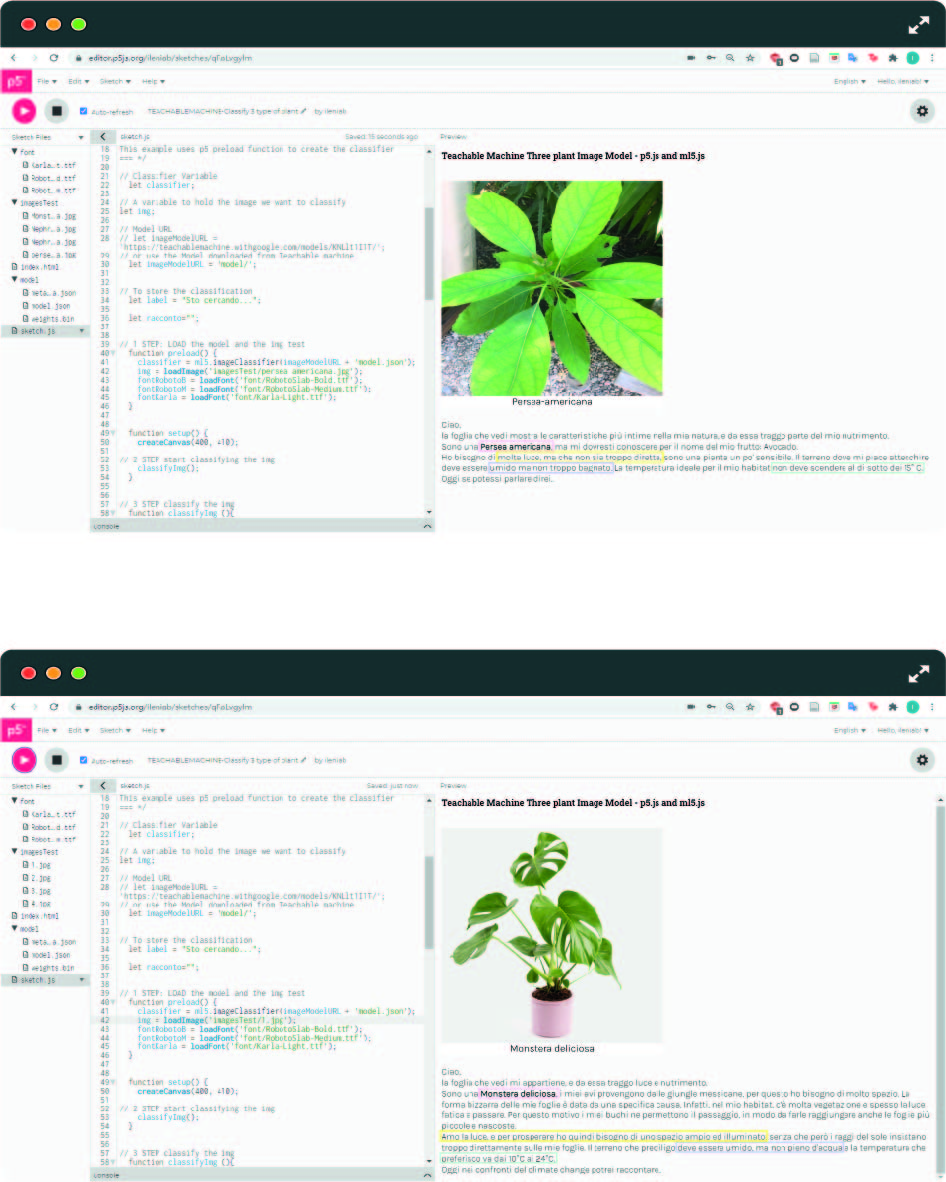 editor.p5js.org/ileniab/sketches/qFoLvgylm
p5
File ▾ Edit ▾ Sketch ▾ Help ▾
English ▾ Hello, ileniab! ▾
Auto-refresh TEACHABLEMACHINE-Classify 3 type of plant by ileniab
Sketch Files
sketch.js
Saved: 15 seconds ago
Preview
font
Karla…t.ttf
Robot…d.ttf
Robot…m.ttf
imagesTest
Monst…a.jpg
Nephr…a.jpg
Nephr…a.jpg
perse…a.jpg
index.html
model
meta…a.json
model.json
weights.bin
sketch.js
18 This example uses p5 preload function to create the classifier
19 === */
20
21 // Classifier Variable
22 let classifier;
23
24 // A variable to hold the image we want to classify
25 let img;
26
27 // Model URL
28 // let imageModelURL =
29 // or use the Model downloaded from Teachable machine
30 let imageModelURL = 'model/';
31
32
33 // To store the classification
34 let label = "Sto cercando...";
35
36 let racconto="";
37
38
39 // 1 STEP: LOAD the model and the img test
40 function preload() {
41 classifier = ml5.imageClassifier(imageModelURL + 'model.json');
42 img = loadImage('imagesTest/persea americana.jpg');
43 fontRobotoB = loadFont('font/RobotoSlab-Bold.ttf');
44 fontRobotoM = loadFont('font/RobotoSlab-Medium.ttf');
45 fontKarla = loadFont('font/Karla-Light.ttf');
46 }
47
48
49 function setup() {
50 createCanvas(400, 410);
51
52 // 2 STEP start classifying the img
53 classifyImg();
54 }
55
56
57 // 3 STEP classify the img
58 function classifyImg (){
console
Teachable Machine Three plant Image Model - p5.js and ml5.js
Persea-americana
Ciao,
la foglia che vedi mostra le caratteristiche più intime nella mia natura, e da essa traggo parte del mio nutrimento.
Sono una Persea americana, ma mi dovresti conoscere per il nome del mio frutto: Avocado.
Ho bisogno di molta luce, ma che non sia troppo diretta, sono una pianta un po' sensibile. Il terreno dove mi piace attecchire
deve essere umido ma non troppo bagnato. La temperatura ideale per il mio habitat non deve scendere al di sotto dei 15° C.
Oggi se potessi parlare direi..
editor.p5js.org/ileniab/sketches/qFoLvgylm
p5
File ▾ Edit ▾ Sketch ▾ Help ▾
English ▾ Hello, ileniab! ▾
Auto-refresh TEACHABLEMACHINE-Classify 3 type of plant by ileniab
Sketch Files
sketch.js
Saved: just now
Preview
font
Karla…t.ttf
Robot…d.ttf
Robot…m.ttf
imagesTest
1.jpg
2.jpg
3.jpg
4.jpg
index.html
model
meta…a.json
model.json
weights.bin
sketch.js
18 This example uses p5 preload function to create the classifier
19 === */
20
21 // Classifier Variable
22 let classifier;
23
24 // A variable to hold the image we want to classify
25 let img;
26
27 // Model URL
28 // let imageModelURL =
29 // or use the Model downloaded from Teachable machine
30 let imageModelURL = 'model/';
31
32
33 // To store the classification
34 let label = "Sto cercando...";
35
36 let racconto="";
37
38
39 // 1 STEP: LOAD the model and the img test
40 function preload() {
41 classifier = ml5.imageClassifier(imageModelURL + 'model.json');
42 img = loadImage('imagesTest/1.jpg');
43 fontRobotoB = loadFont('font/RobotoSlab-Bold.ttf');
44 fontRobotoM = loadFont('font/RobotoSlab-Medium.ttf');
45 fontKarla = loadFont('font/Karla-Light.ttf');
46 }
47
48
49 function setup() {
50 createCanvas(400, 410);
51
52 // 2 STEP start classifying the img
53 classifyImg();
54 }
55
56
57 // 3 STEP classify the img
58 function classifyImg (){
console
Teachable Machine Three plant Image Model - p5.js and ml5.js
Monstera deliciosa
Ciao,
la foglia che vedi mi appartiene, e da essa traggo luce e nutrimento.
Sono una Monstera deliciosa, i miei avi provengono dalle giungle messicane, per questo ho bisogno di molto spazio. La
forma bizzarra delle mie foglie è data da una specifica causa. Infatti, nel mio habitat, c'è molta vegetazione e spesso la luce
fatica a passare. Per questo motivo i miei buchi ne permettono il passaggio, in modo da farle raggiungere anche le foglie più
piccole e nascoste.
Amo la luce, e per prosperare ho quindi bisogno di uno spazio ampio ed illuminato, senza che però i raggi del sole insistano
troppo direttamente sulle mie foglie. Il terreno che prediligo deve essere umido, ma non pieno d'acqua e la temperatura che
preferisco va dai 10°C ai 24°C.
Oggi nei confronti del climate change potrei raccontare..